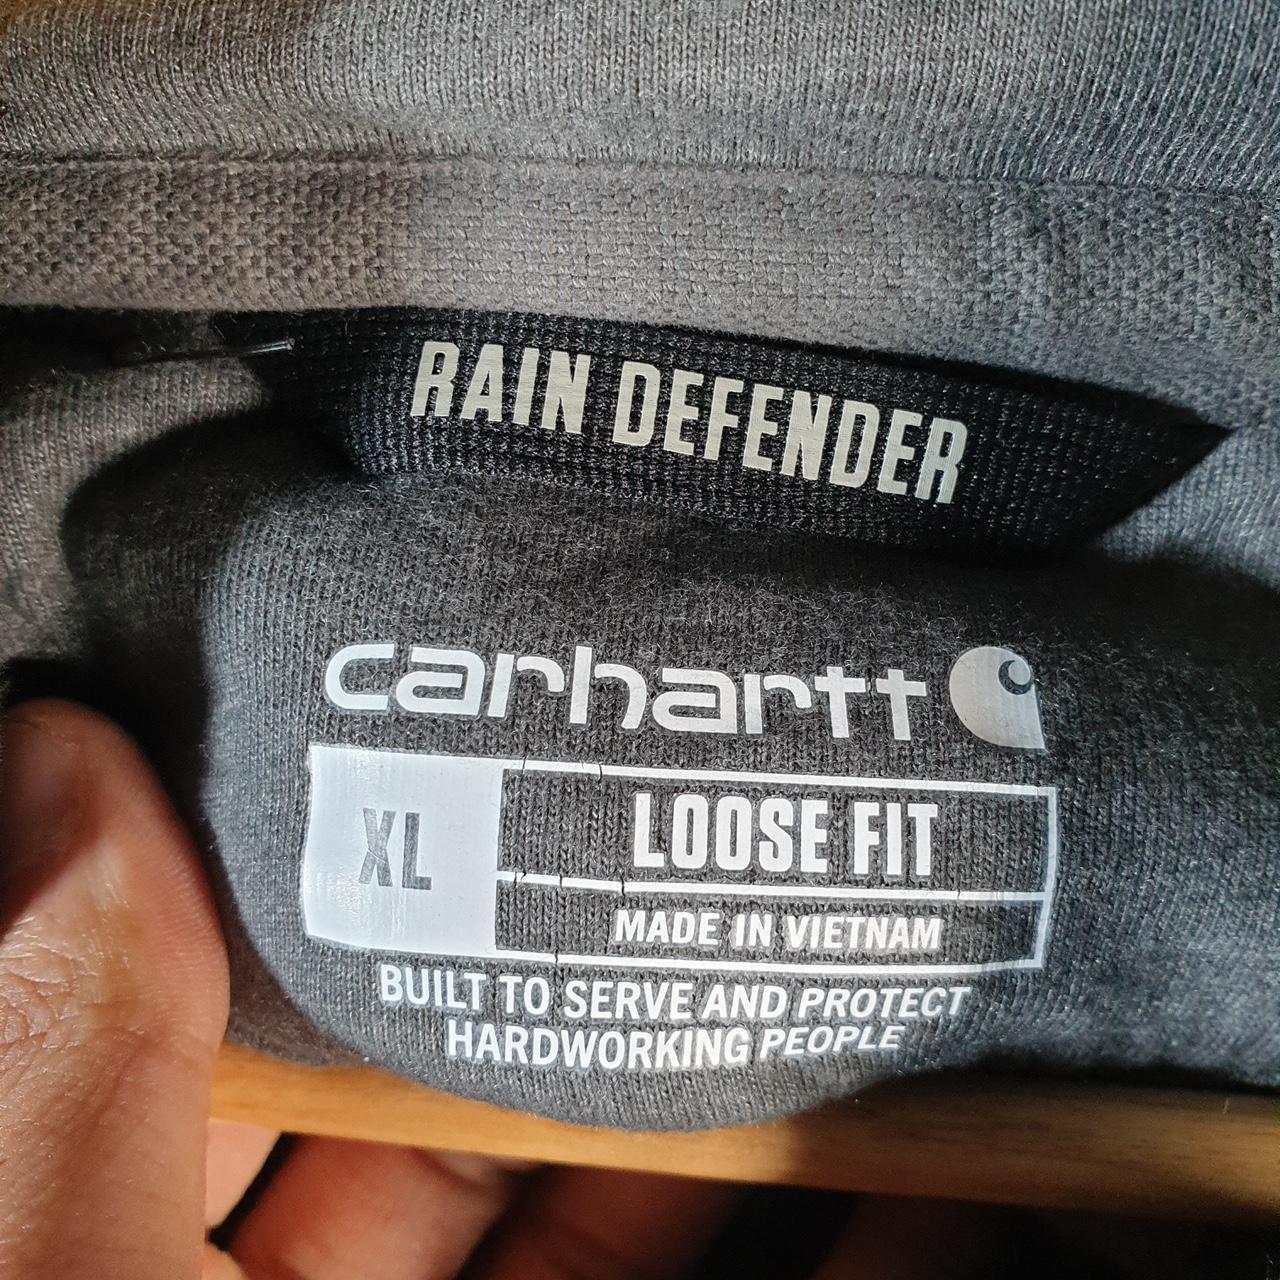 RAIN DEFENDER
carhartt
XL
LOOSE FIT
MADE IN VIETNAM
BUILT TO SERVE AND PROTECT
HARDWORKING PEOPLE